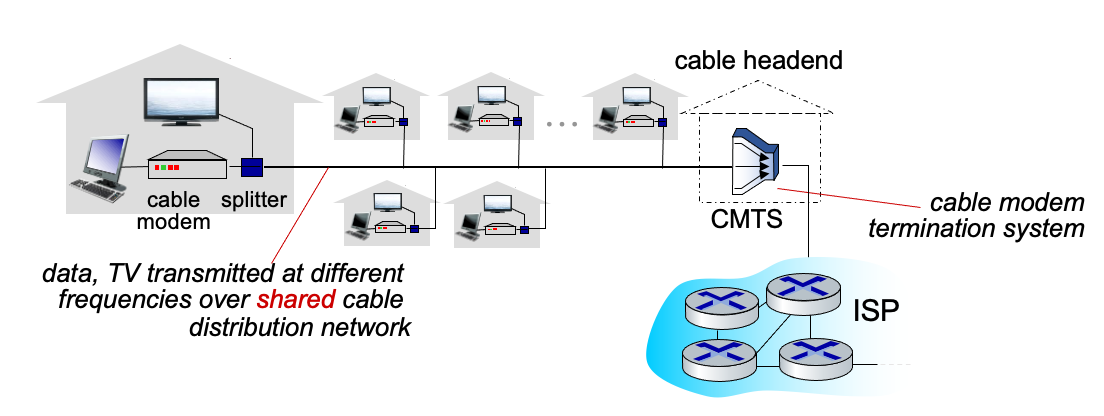 cable headend
cable
modem
splitter
CMTS
cable modem
termination system
data, TV transmitted at different
frequencies over shared cable
distribution network
ISP